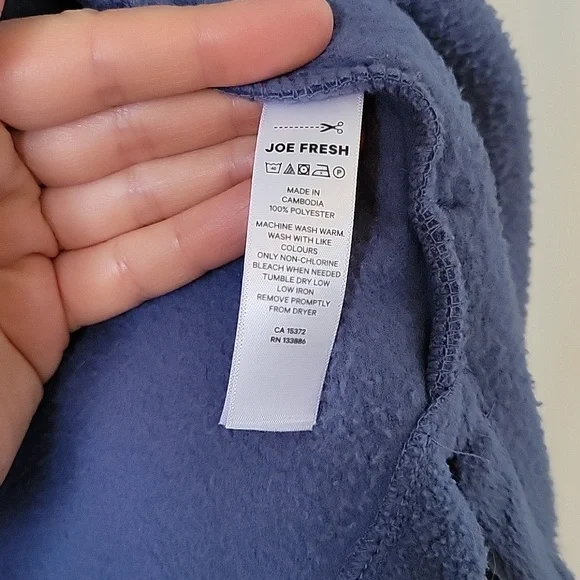 JOE FRESH
40 P
MADE IN
CAMBODIA
100% POLYESTER
MACHINE WASH WARM,
WASH WITH LIKE
COLOURS
ONLY NON-CHLORINE
BLEACH WHEN NEEDED
TUMBLE DRY LOW
LOW IRON
REMOVE PROMPTLY
FROM DRYER
CA 15372
RN 133886